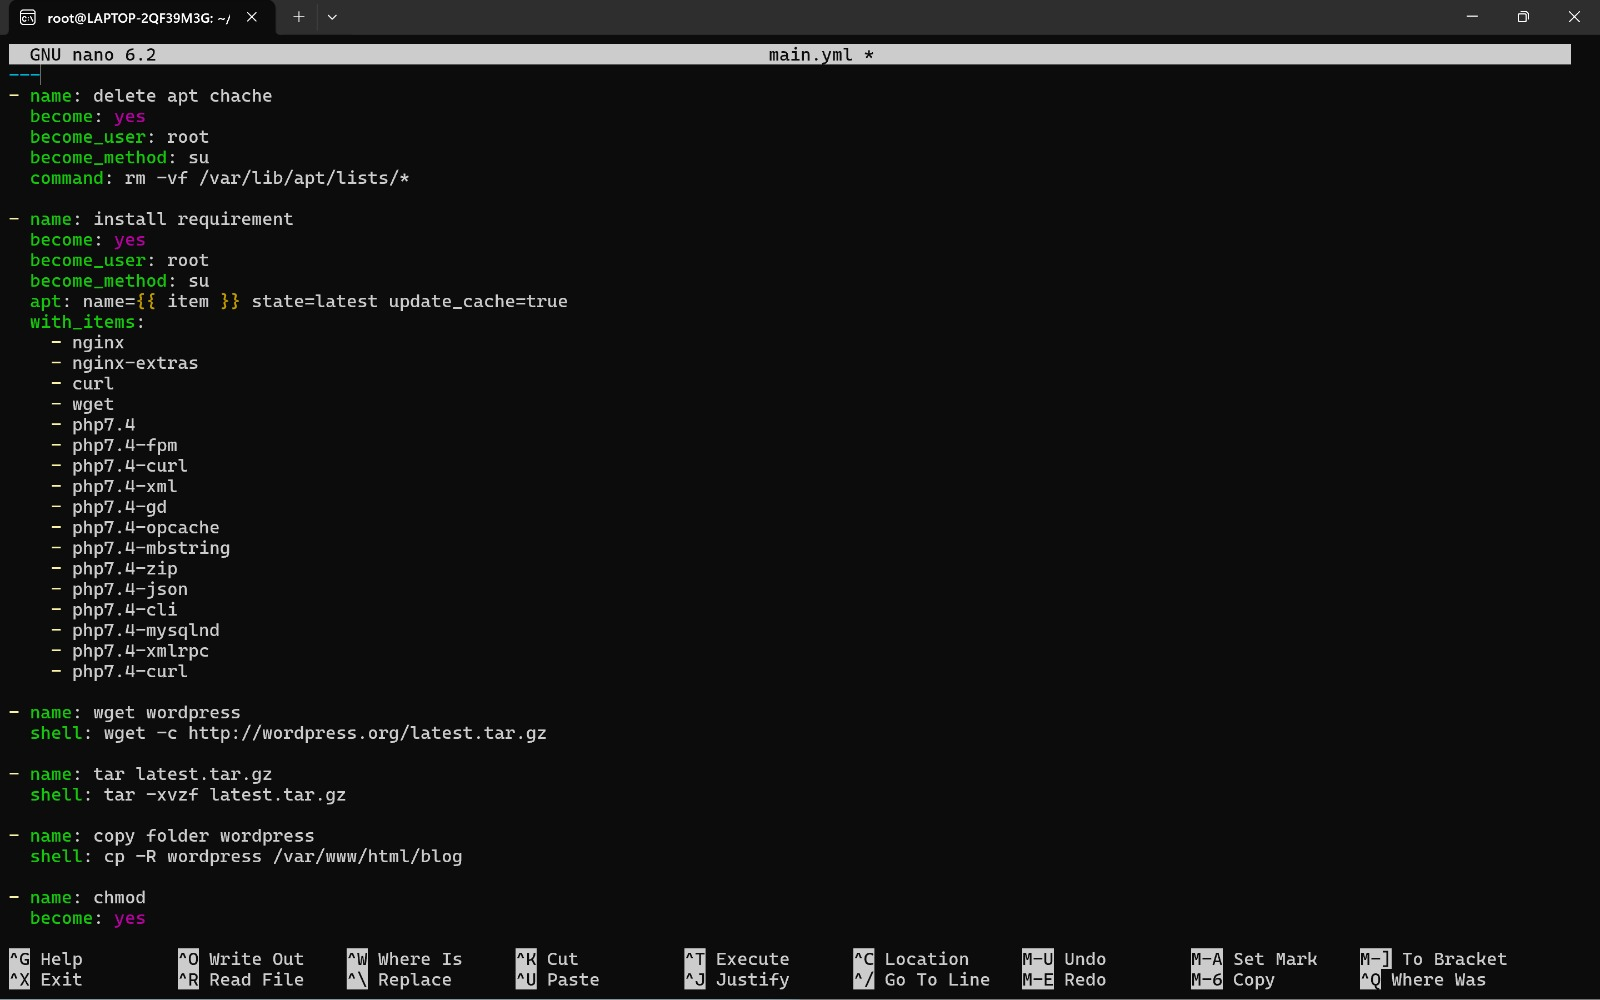 root@LAPTOP-2QF39M3G: ~/
GNU nano 6.2 main.yml *
---
- name: delete apt chache
  become: yes
  become_user: root
  become_method: su
  command: rm -vf /var/lib/apt/lists/*
- name: install requirement
  become: yes
  become_user: root
  become_method: su
  apt: name={{ item }} state=latest update_cache=true
  with_items:
    - nginx
    - nginx-extras
    - curl
    - wget
    - php7.4
    - php7.4-fpm
    - php7.4-curl
    - php7.4-xml
    - php7.4-gd
    - php7.4-opcache
    - php7.4-mbstring
    - php7.4-zip
    - php7.4-json
    - php7.4-cli
    - php7.4-mysqlnd
    - php7.4-xmlrpc
    - php7.4-curl
- name: wget wordpress
  shell: wget -c http://wordpress.org/latest.tar.gz
- name: tar latest.tar.gz
  shell: tar -xvzf latest.tar.gz
- name: copy folder wordpress
  shell: cp -R wordpress /var/www/html/blog
- name: chmod
  become: yes
^G Help ^O Write Out ^W Where Is ^K Cut ^T Execute ^C Location M-U Undo M-A Set Mark M-] To Bracket
^X Exit ^R Read File ^\ Replace ^U Paste ^J Justify ^/ Go To Line M-E Redo M-6 Copy ^Q Where Was